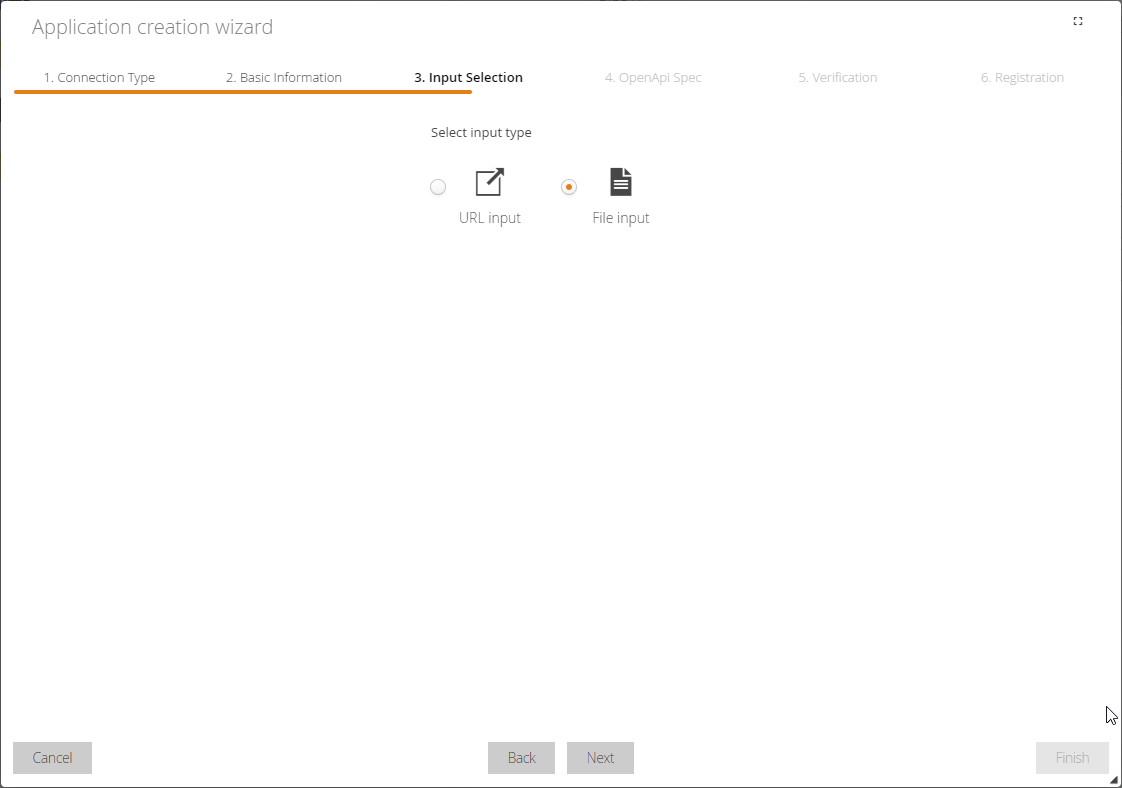 Application creation wizard
1. Connection Type 2. Basic Information 3. Input Selection 4. OpenApi Spec 5. Verification 6. Registration
Select input type
URL input File input
Cancel Back Next Finish